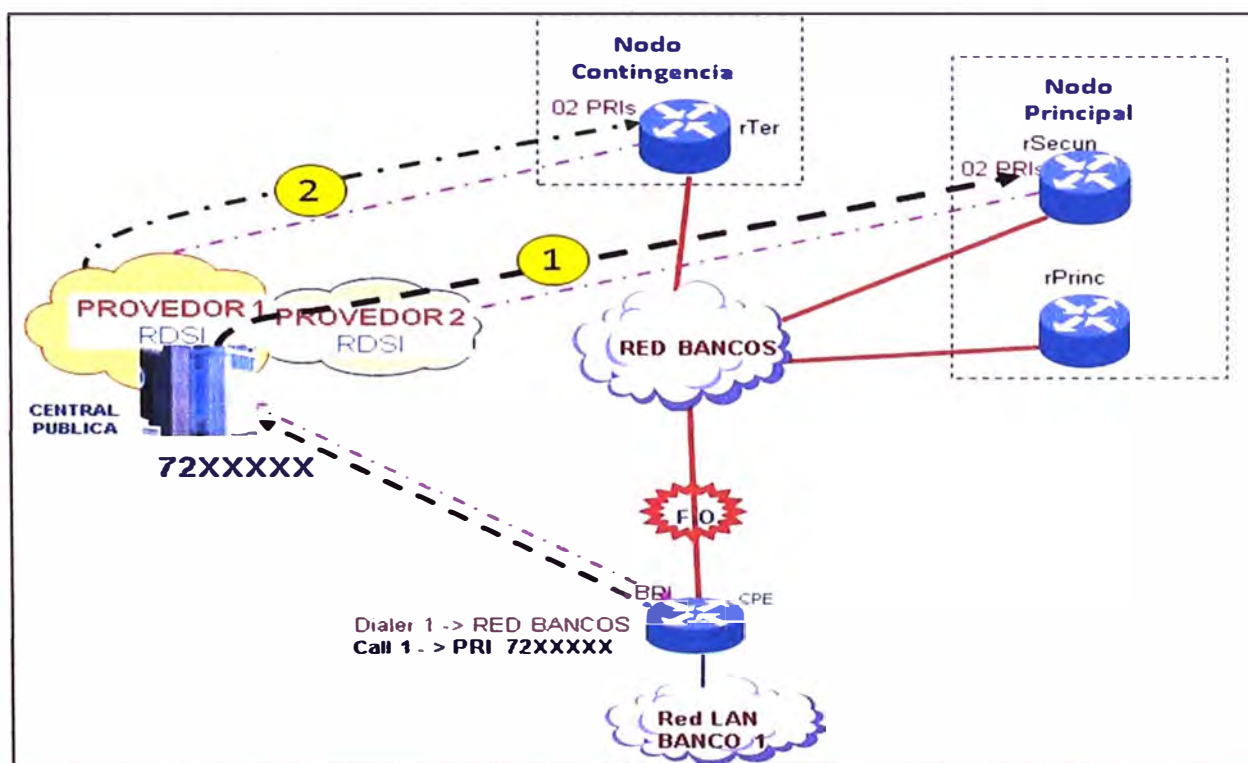 Nodo
Contingencia
02 PRIs
rTer
Nodo
Principal
rSecun
02 PRIs
rPrinc
2
1
PROVEDOR 1
RDSI
PROVEDOR 2
RDSI
RED BANCOS
CENTRAL
PUBLICA
72XXXXX
F.O.
BRI
CPE
Dialer 1 -> RED BANCOS
Call 1 - > PRI 72XXXXX
Red LAN
BANCO 1